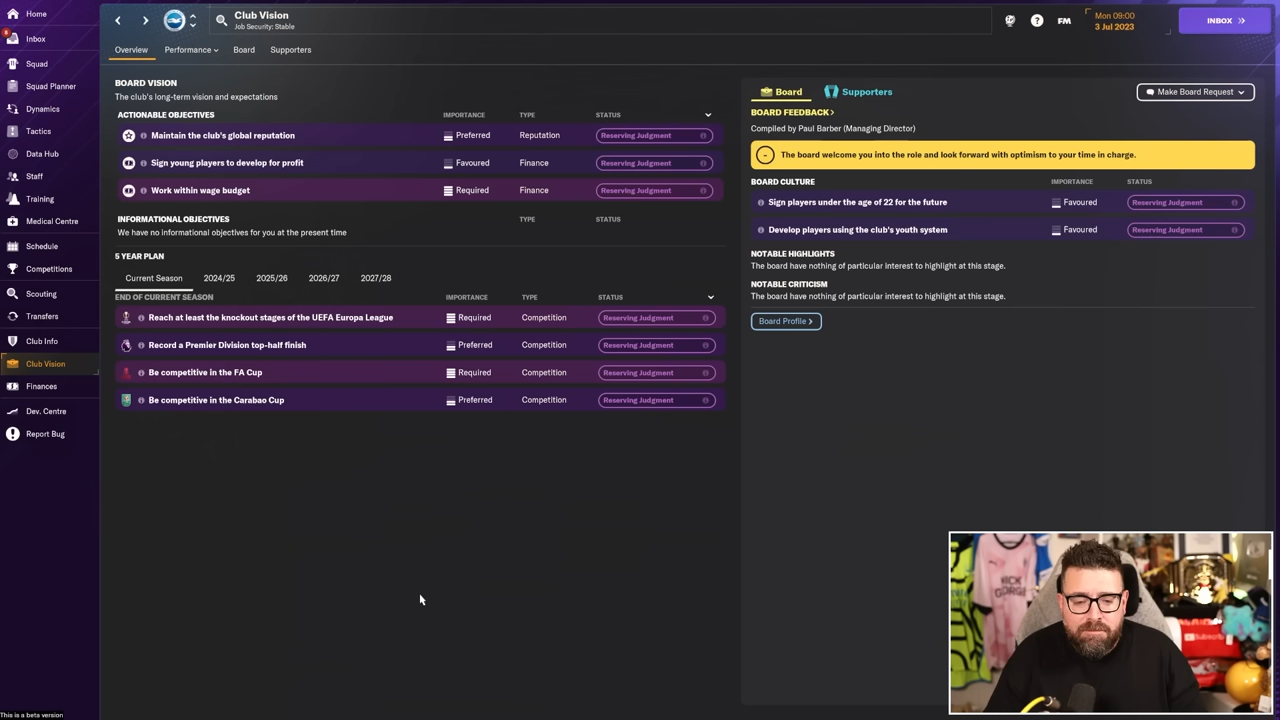 Home
8
Inbox
Squad
Squad Planner
Dynamics
Tactics
Data Hub
Staff
Training
Medical Centre
Schedule
Competitions
Scouting
Transfers
Club Info
Club Vision
Finances
Dev. Centre
Report Bug
This is a beta version
Club Vision
Job Security: Stable
FM
Mon 09:00
3 Jul 2023
INBOX
Overview
Performance
Board
Supporters
BOARD VISION
The club's long-term vision and expectations
ACTIONABLE OBJECTIVES IMPORTANCE TYPE STATUS
Maintain the club's global reputation Preferred Reputation Reserving Judgment
Sign young players to develop for profit Favoured Finance Reserving Judgment
Work within wage budget Required Finance Reserving Judgment
INFORMATIONAL OBJECTIVES TYPE STATUS
We have no informational objectives for you at the present time
5 YEAR PLAN
Current Season 2024/25 2025/26 2026/27 2027/28
END OF CURRENT SEASON IMPORTANCE TYPE STATUS
Reach at least the knockout stages of the UEFA Europa League Required Competition Reserving Judgment
Record a Premier Division top-half finish Preferred Competition Reserving Judgment
Be competitive in the FA Cup Required Competition Reserving Judgment
Be competitive in the Carabao Cup Preferred Competition Reserving Judgment
Board Supporters Make Board Request
BOARD FEEDBACK >
Compiled by Paul Barber (Managing Director)
The board welcome you into the role and look forward with optimism to your time in charge.
BOARD CULTURE IMPORTANCE STATUS
Sign players under the age of 22 for the future Favoured Reserving Judgment
Develop players using the club's youth system Favoured Reserving Judgment
NOTABLE HIGHLIGHTS
The board have nothing of particular interest to highlight at this stage.
NOTABLE CRITICISM
The board have nothing of particular interest to highlight at this stage.
Board Profile >